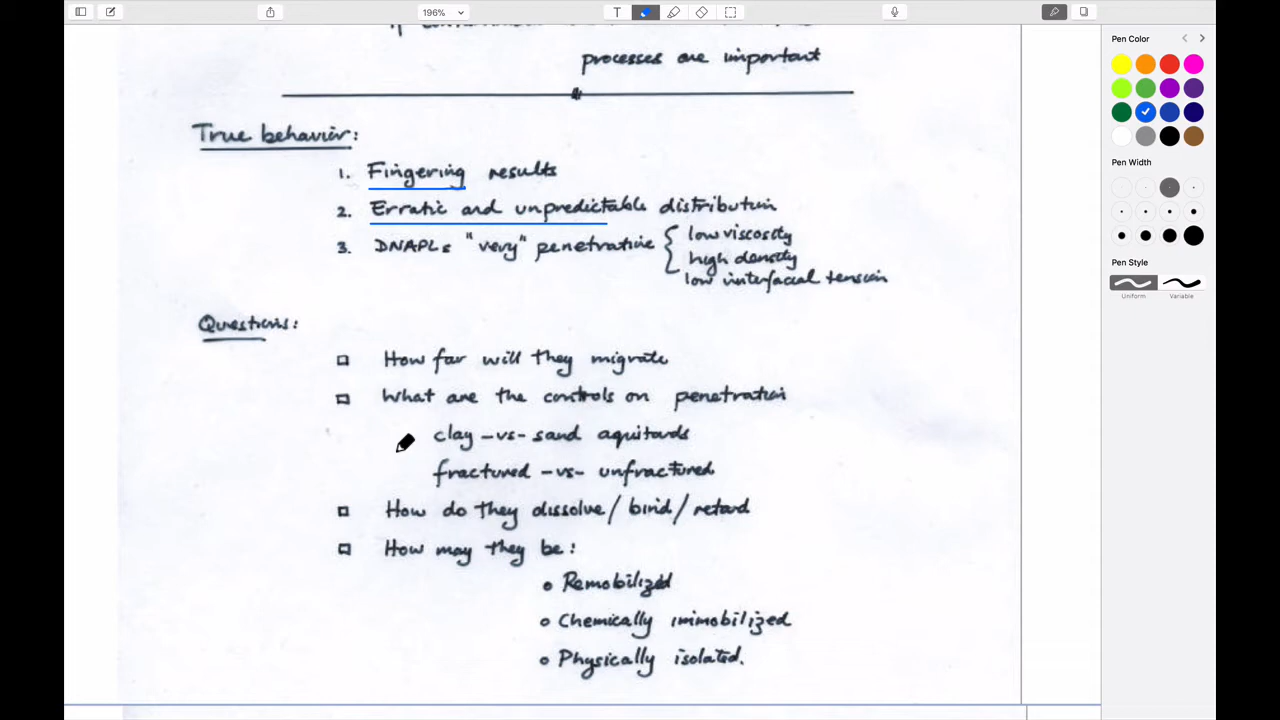 196%
T
processes are important
True behavior:
1. Fingering results
2. Erratic and unpredictable distribution
3. DNAPLs "very" penetrative { low viscosity
high density
low interfacial tension
Questions:
□ How far will they migrate
□ What are the controls on penetration
clay -vs- sand aquitards
fractured -vs- unfractured
□ How do they dissolve / bind / retard
□ How may they be:
o Remobilized
o Chemically immobilized
o Physically isolated.
Pen Color
Pen Width
Pen Style
Uniform
Variable